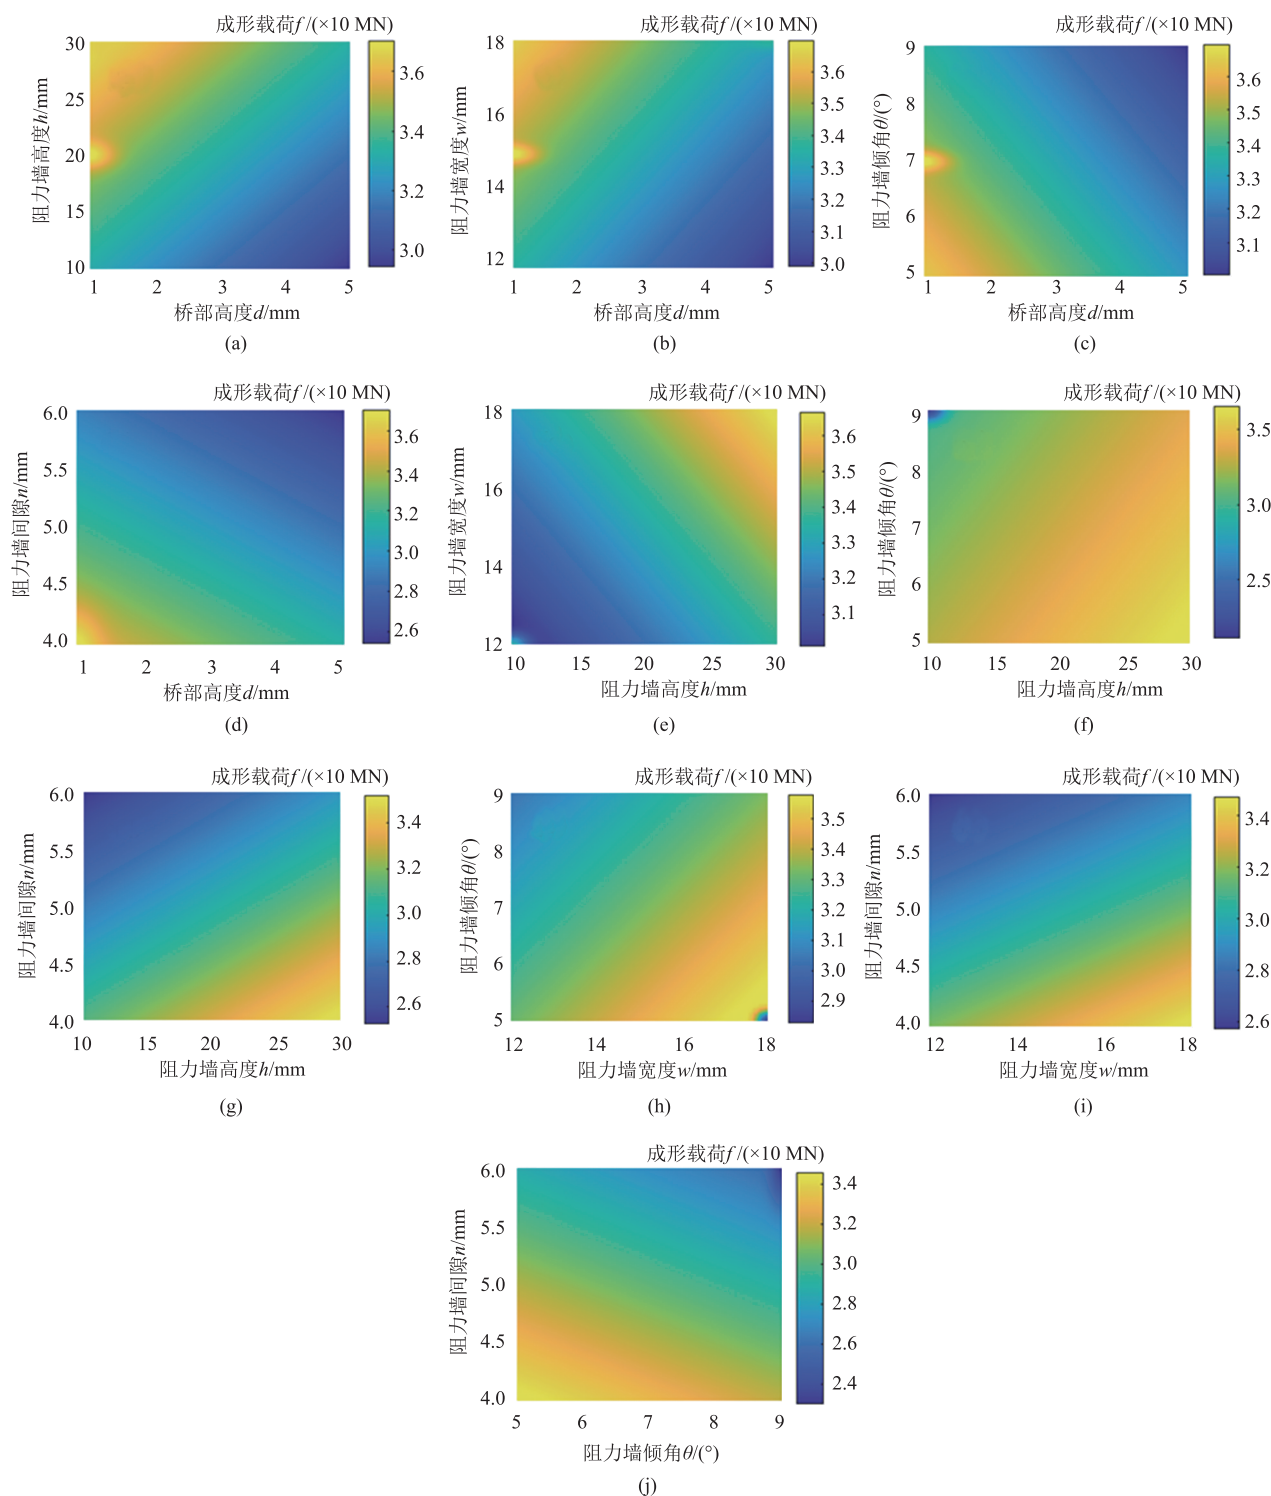 成形载荷f/(×10 MN)
30
25
20
15
10
阻力墙高度h/mm
3.6
3.4
3.2
3.0
1 2 3 4 5
桥部高度d/mm
(a)
成形载荷f/(×10 MN)
18
16
14
12
阻力墙宽度w/mm
3.6
3.5
3.4
3.3
3.2
3.1
3.0
1 2 3 4 5
桥部高度d/mm
(b)
成形载荷f/(×10 MN)
9
8
7
6
5
阻力墙倾角θ/(°)
3.6
3.5
3.4
3.3
3.2
3.1
1 2 3 4 5
桥部高度d/mm
(c)
成形载荷f/(×10 MN)
6.0
5.5
5.0
4.5
4.0
阻力墙间隙n/mm
3.6
3.4
3.2
3.0
2.8
2.6
1 2 3 4 5
桥部高度d/mm
(d)
成形载荷f/(×10 MN)
18
16
14
12
阻力墙宽度w/mm
3.6
3.5
3.4
3.3
3.2
3.1
10 15 20 25 30
阻力墙高度h/mm
(e)
成形载荷f/(×10 MN)
9
8
7
6
5
阻力墙倾角θ/(°)
3.5
3.0
2.5
10 15 20 25 30
阻力墙高度h/mm
(f)
成形载荷f/(×10 MN)
6.0
5.5
5.0
4.5
4.0
阻力墙间隙n/mm
3.4
3.2
3.0
2.8
2.6
10 15 20 25 30
阻力墙高度h/mm
(g)
成形载荷f/(×10 MN)
9
8
7
6
5
阻力墙倾角θ/(°)
3.5
3.4
3.3
3.2
3.1
3.0
2.9
12 14 16 18
阻力墙宽度w/mm
(h)
成形载荷f/(×10 MN)
6.0
5.5
5.0
4.5
4.0
阻力墙间隙n/mm
3.4
3.2
3.0
2.8
2.6
12 14 16 18
阻力墙宽度w/mm
(i)
成形载荷f/(×10 MN)
6.0
5.5
5.0
4.5
4.0
阻力墙间隙n/mm
3.4
3.2
3.0
2.8
2.6
2.4
5 6 7 8 9
阻力墙倾角θ/(°)
(j)